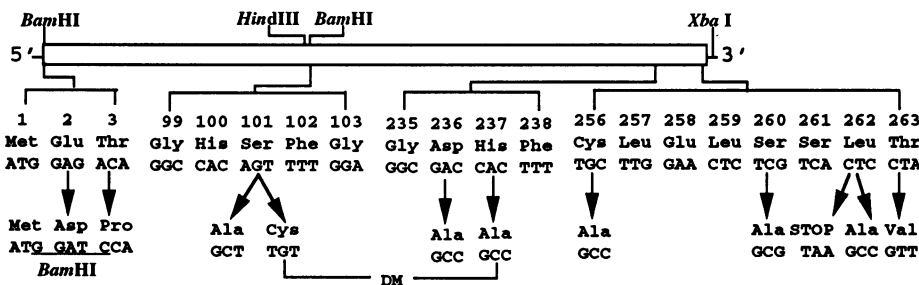 BamHI HindIII BamHI Xba I
5′ 3′
1 2 3 99 100 101 102 103 235 236 237 238 256 257 258 259 260 261 262 263
Met Glu Thr Gly His Ser Phe Gly Gly Asp His Phe Cys Leu Glu Leu Ser Ser Leu Thr
ATG GAG ACA GGC CAC AGT TTT GGA GGC GAC CAC TTT TGC TTG GAA CTC TCG TCA CTC CTA
Met Asp Pro Ala Cys Ala Ala Ala Ala STOP Ala Val
ATG GAT CCA GCT TGT GCC GCC GCC GCG TAA GCC GTT
BamHI
DM